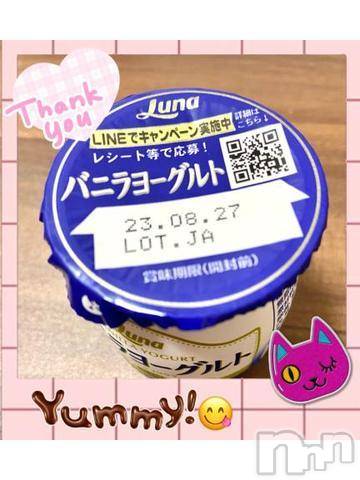 Thank
you
Luna
LINEでキャンペーン実施中
詳細は
こちら
レシート等で応募!
バニラヨーグルト
23.08.27
LOT.JA
賞味期限(開封前)
Luna
YOGURT
ラヨーグルト
Yummy!
nnn